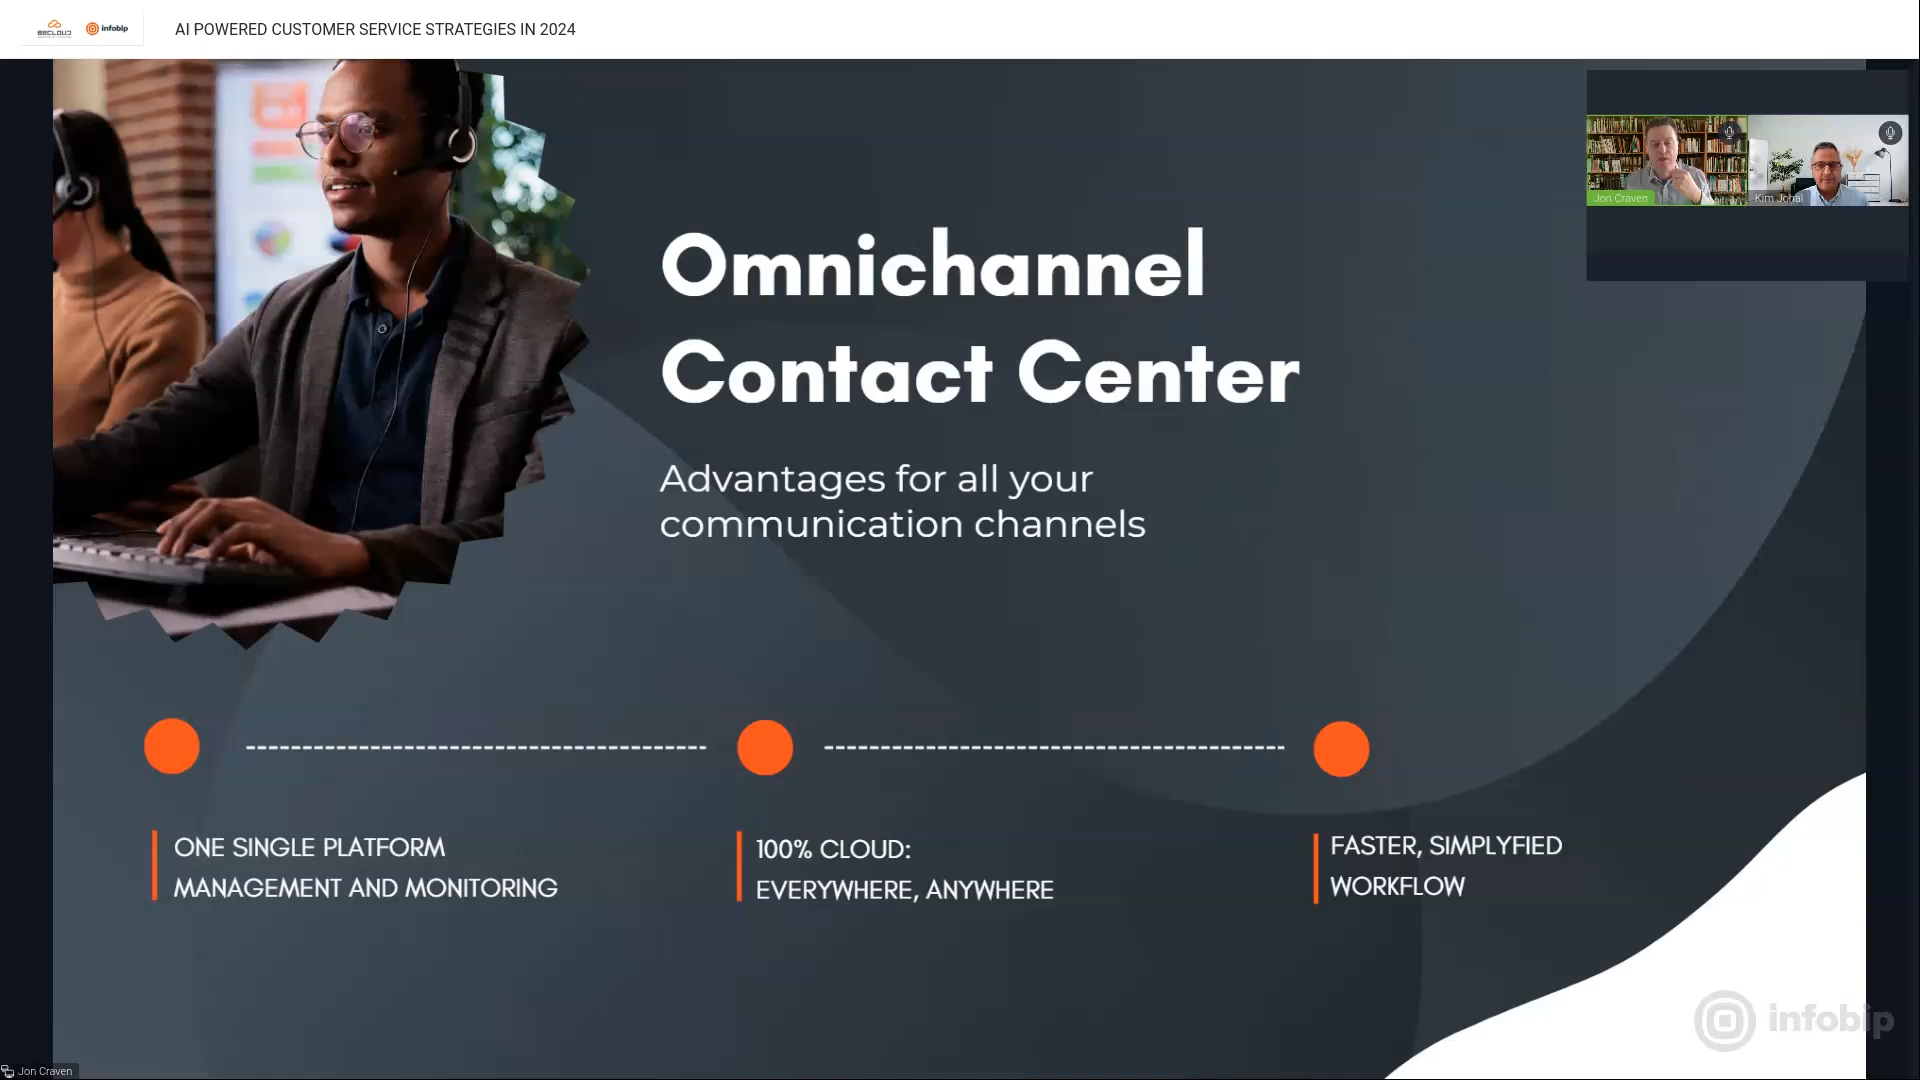 BECLOUD
infobip
AI POWERED CUSTOMER SERVICE STRATEGIES IN 2024
Jon Craven
Kim Johal
Omnichannel
Contact Center
Advantages for all your
communication channels
ONE SINGLE PLATFORM
MANAGEMENT AND MONITORING
100% CLOUD:
EVERYWHERE, ANYWHERE
FASTER, SIMPLYFIED
WORKFLOW
infobip
Jon Craven